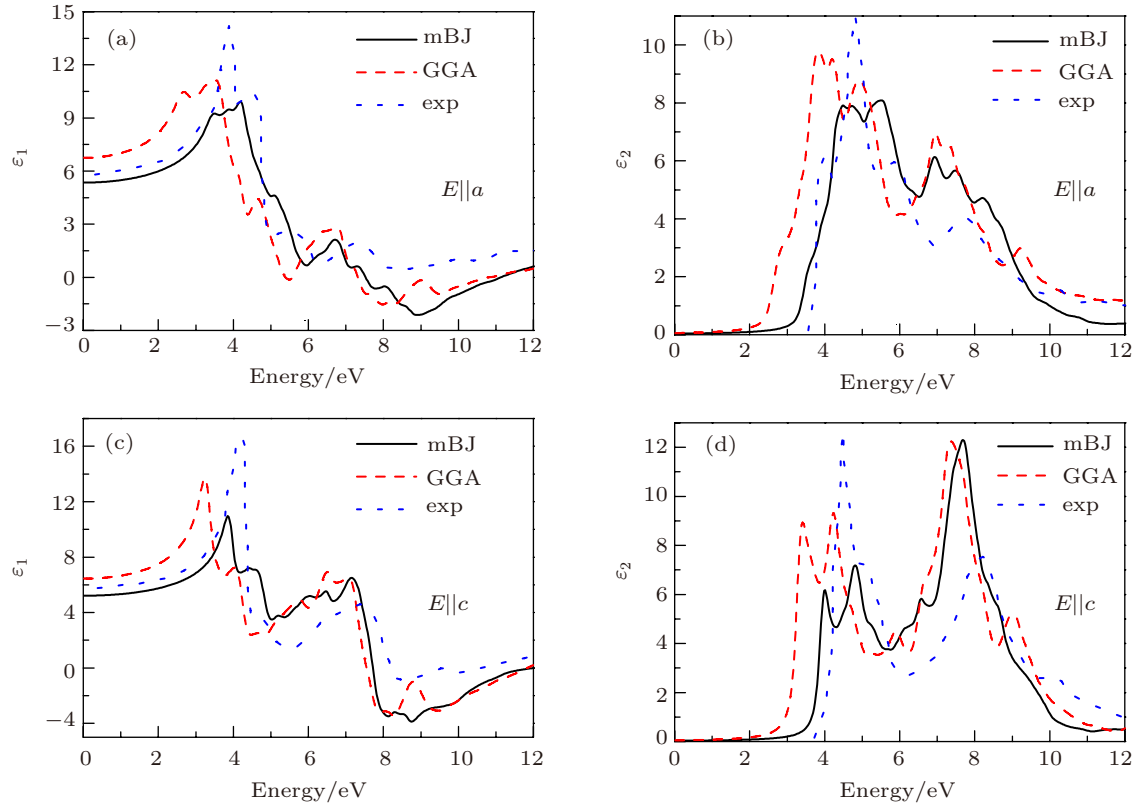 (a)
mBJ
GGA
exp
E||a
ε1
15
12
9
6
3
0
−3
0
2
4
6
8
10
12
Energy/eV
(b)
mBJ
GGA
exp
E||a
ε2
10
8
6
4
2
0
0
2
4
6
8
10
12
Energy/eV
(c)
mBJ
GGA
exp
E||c
ε1
16
12
8
4
0
−4
0
2
4
6
8
10
12
Energy/eV
(d)
mBJ
GGA
exp
E||c
ε2
12
10
8
6
4
2
0
0
2
4
6
8
10
12
Energy/eV